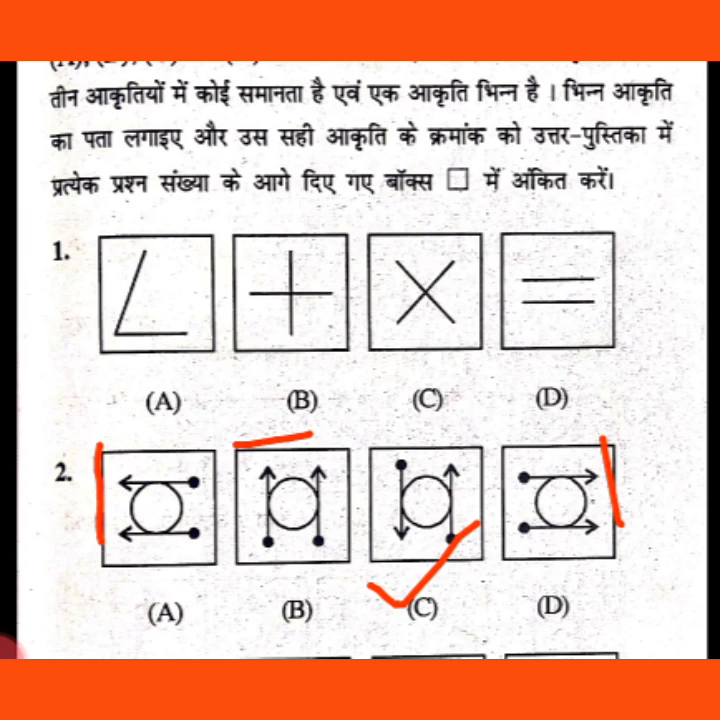 तीन आकृतियों में कोई समानता है एवं एक आकृति भिन्न है । भिन्न आकृति
का पता लगाइए और उस सही आकृति के क्रमांक को उत्तर-पुस्तिका में
प्रत्येक प्रश्न संख्या के आगे दिए गए बॉक्स □ में अंकित करें।
1.
(A) (B) (C) (D)
2.
(A) (B) (C) (D)